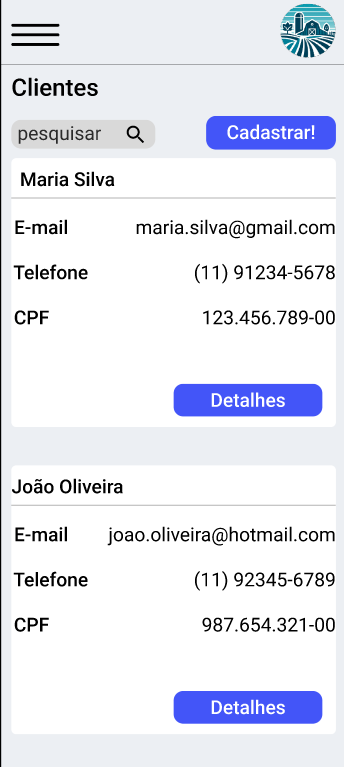 Clientes
pesquisar Cadastrar!
Maria Silva
E-mail maria.silva@gmail.com
Telefone (11) 91234-5678
CPF 123.456.789-00
Detalhes
João Oliveira
E-mail joao.oliveira@hotmail.com
Telefone (11) 92345-6789
CPF 987.654.321-00
Detalhes